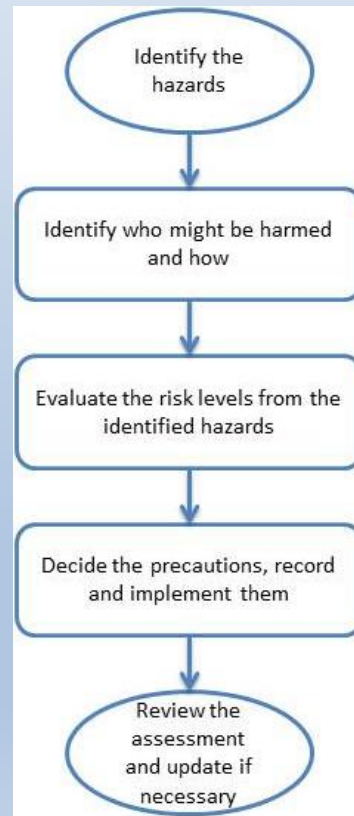 Identify the
hazards
Identify who might be harmed
and how
Evaluate the risk levels from the
identified hazards
Decide the precautions, record
and implement them
Review the
assessment
and update if
necessary